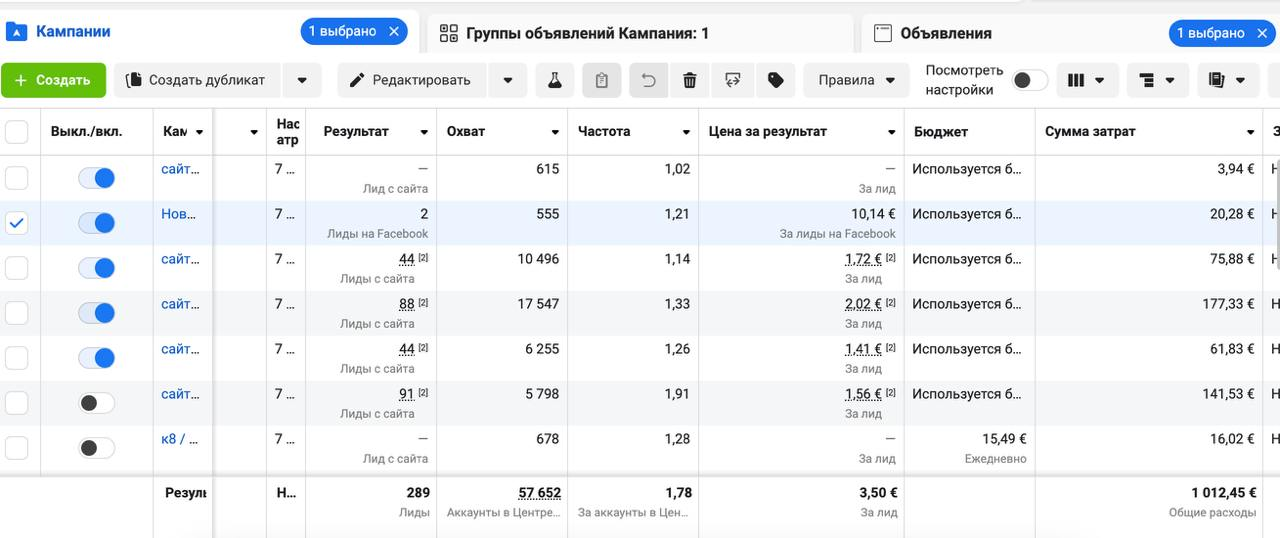 Кампании
1 выбрано
Группы объявлений Кампания: 1
Объявления
1 выбрано
Создать
Создать дубликат
Редактировать
Правила
Посмотреть
настройки
Выкл./вкл.
Нас
атр
Результат
Охват
Частота
Цена за результат
Бюджет
Сумма затрат
сайт... 7 ... — 615 1,02 — Используется б... 3,94 €
Лид с сайта За лид
Нов... 7 ... 2 555 1,21 10,14 € Используется б... 20,28 €
Лиды на Facebook За лиды на Facebook
сайт... 7 ... 44 [2] 10 496 1,14 1,72 € [2] Используется б... 75,88 €
Лиды с сайта За лид
сайт... 7 ... 88 [2] 17 547 1,33 2,02 € [2] Используется б... 177,33 €
Лиды с сайта За лид
сайт... 7 ... 44 [2] 6 255 1,26 1,41 € [2] Используется б... 61,83 €
Лиды с сайта За лид
сайт... 7 ... 91 [2] 5 798 1,91 1,56 € [2] Используется б... 141,53 €
Лиды с сайта За лид
к8 / ... 7 ... — 678 1,28 — 15,49 € 16,02 €
Лид с сайта За лид Ежедневно
Резуль Н... 289 57 652 1,78 3,50 € 1 012,45 €
Лиды Аккаунты в Центре... За аккаунты в Цен... За лид Общие расходы